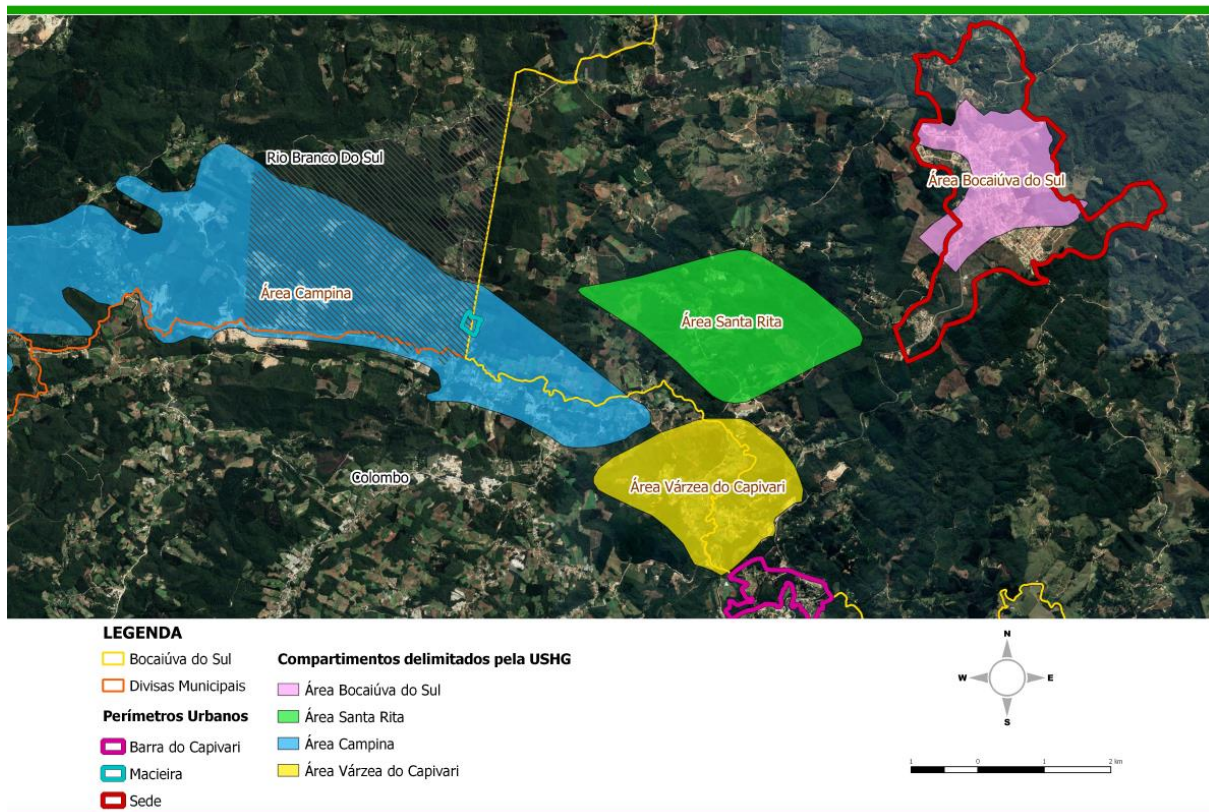 Rio Branco Do Sul
Área Bocaiúva do Sul
Área Campina
Área Santa Rita
Colombo
Área Várzea do Capivari
LEGENDA
Bocaiúva do Sul
Divisas Municipais
Perímetros Urbanos
Barra do Capivari
Macieira
Sede
Compartimentos delimitados pela USHG
Área Bocaiúva do Sul
Área Santa Rita
Área Campina
Área Várzea do Capivari
N
W E
S
1 0 1 2 km